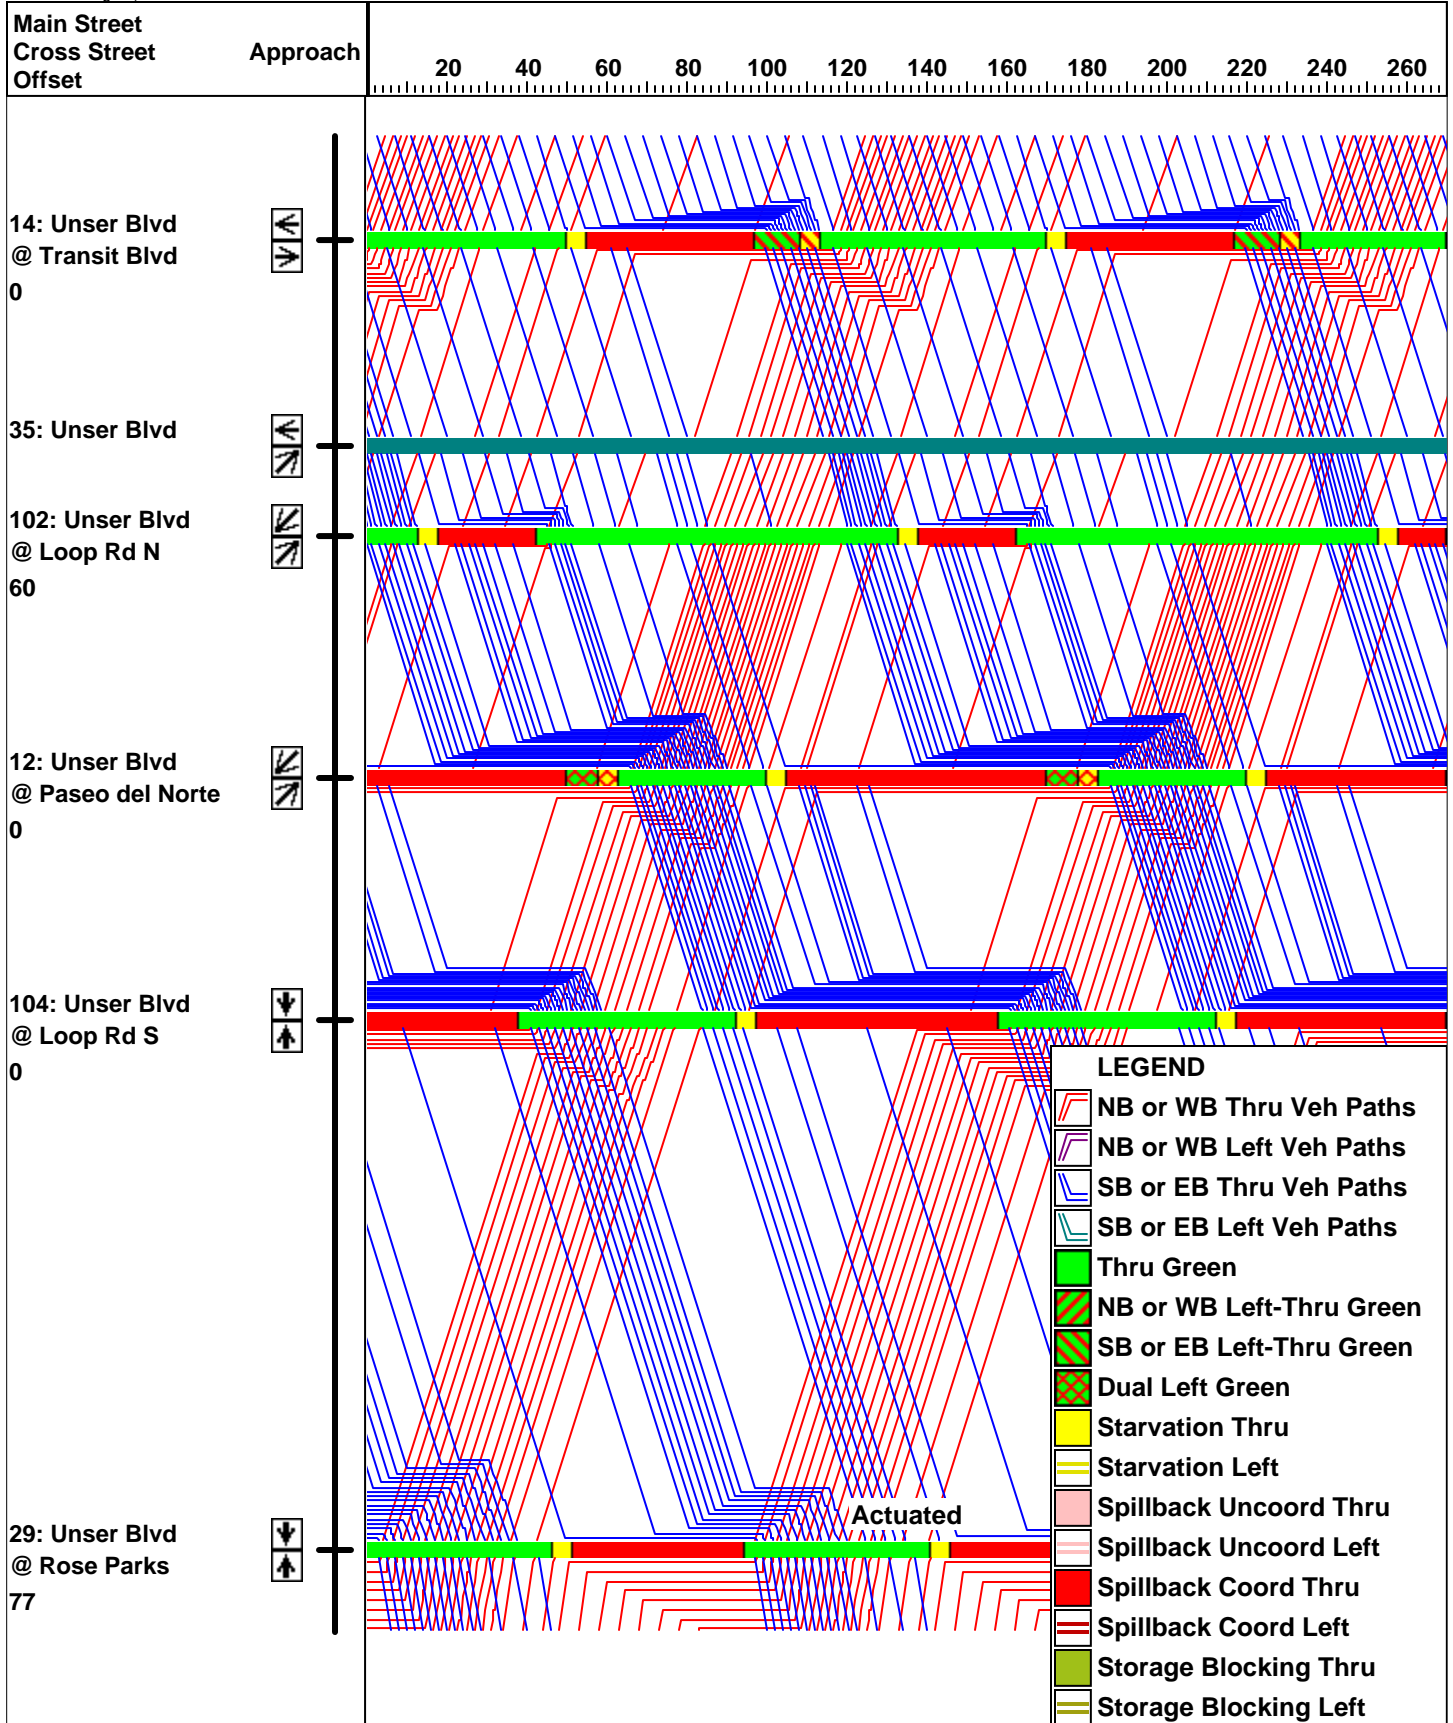 Main Street
Cross Street Approach
Offset
20 40 60 80 100 120 140 160 180 200 220 240 260
14: Unser Blvd
@ Transit Blvd
0
35: Unser Blvd
102: Unser Blvd
@ Loop Rd N
60
12: Unser Blvd
@ Paseo del Norte
0
104: Unser Blvd
@ Loop Rd S
0
29: Unser Blvd
@ Rose Parks
77
Actuated
LEGEND
NB or WB Thru Veh Paths
NB or WB Left Veh Paths
SB or EB Thru Veh Paths
SB or EB Left Veh Paths
Thru Green
NB or WB Left-Thru Green
SB or EB Left-Thru Green
Dual Left Green
Starvation Thru
Starvation Left
Spillback Uncoord Thru
Spillback Uncoord Left
Spillback Coord Thru
Spillback Coord Left
Storage Blocking Thru
Storage Blocking Left